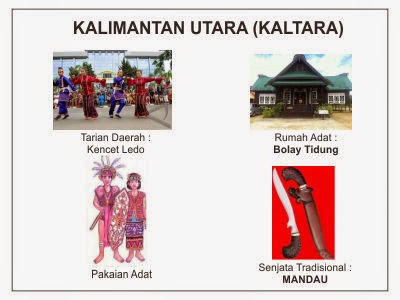 KALIMANTAN UTARA (KALTARA)
Tarian Daerah :
Kencet Ledo
Rumah Adat :
Bolay Tidung
Pakaian Adat
Senjata Tradisional :
MANDAU